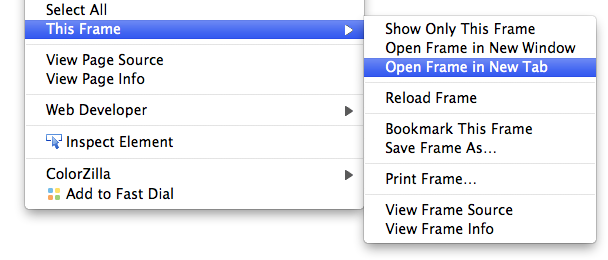 Select All
This Frame
View Page Source
View Page Info
Web Developer
Inspect Element
ColorZilla
Add to Fast Dial
Show Only This Frame
Open Frame in New Window
Open Frame in New Tab
Reload Frame
Bookmark This Frame
Save Frame As...
Print Frame...
View Frame Source
View Frame Info